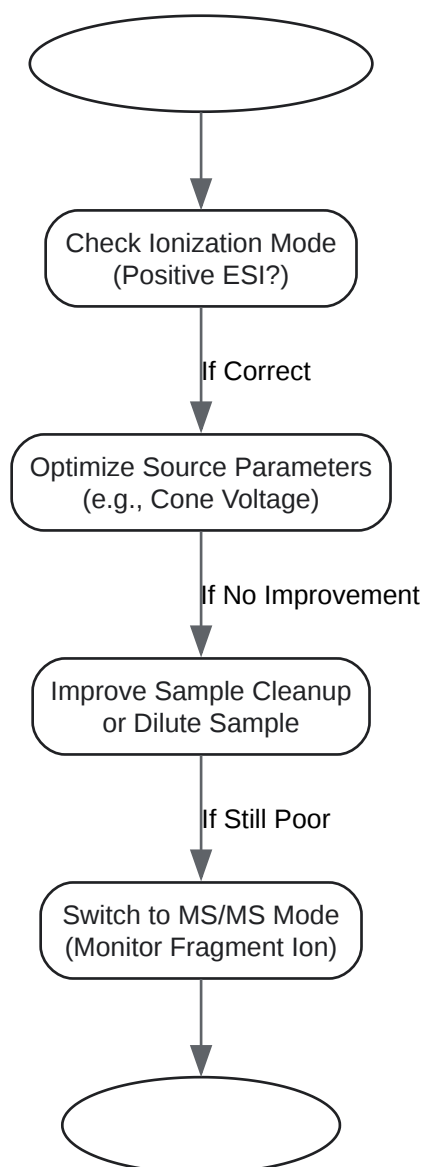 Check Ionization Mode
(Positive ESI?)
If Correct
Optimize Source Parameters
(e.g., Cone Voltage)
If No Improvement
Improve Sample Cleanup
or Dilute Sample
If Still Poor
Switch to MS/MS Mode
(Monitor Fragment Ion)